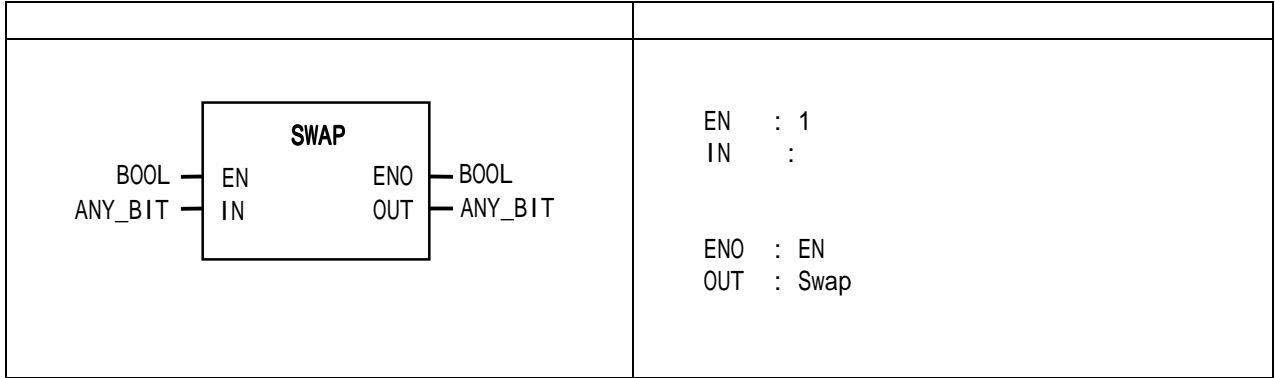 SWAP
BOOL EN ENO BOOL
ANY_BIT IN OUT ANY_BIT
EN : 1
IN :
ENO : EN
OUT : Swap